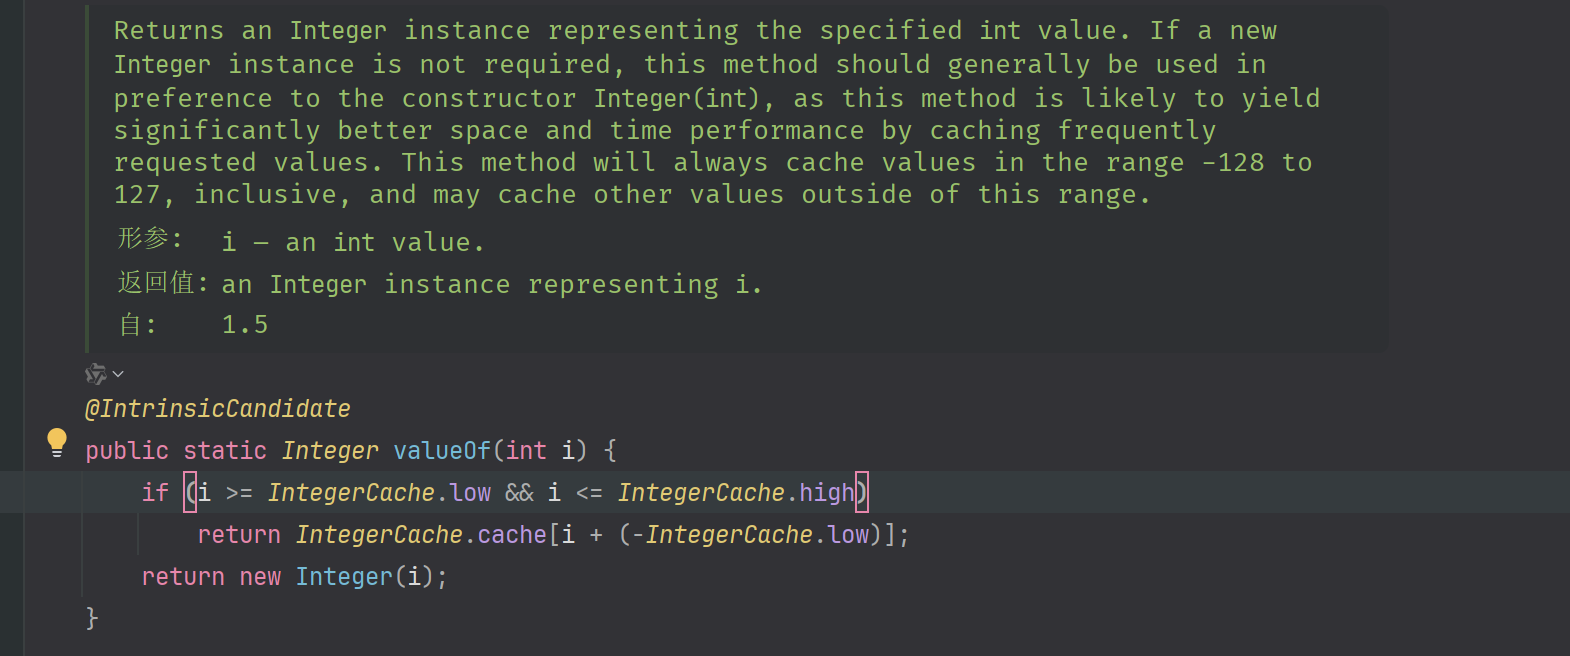 Returns an Integer instance representing the specified int value. If a new
Integer instance is not required, this method should generally be used in
preference to the constructor Integer(int), as this method is likely to yield
significantly better space and time performance by caching frequently
requested values. This method will always cache values in the range -128 to
127, inclusive, and may cache other values outside of this range.
形参: i – an int value.
返回值: an Integer instance representing i.
自: 1.5
@IntrinsicCandidate
public static Integer valueOf(int i) {
    if (i >= IntegerCache.low && i <= IntegerCache.high)
        return IntegerCache.cache[i + (-IntegerCache.low)];
    return new Integer(i);
}